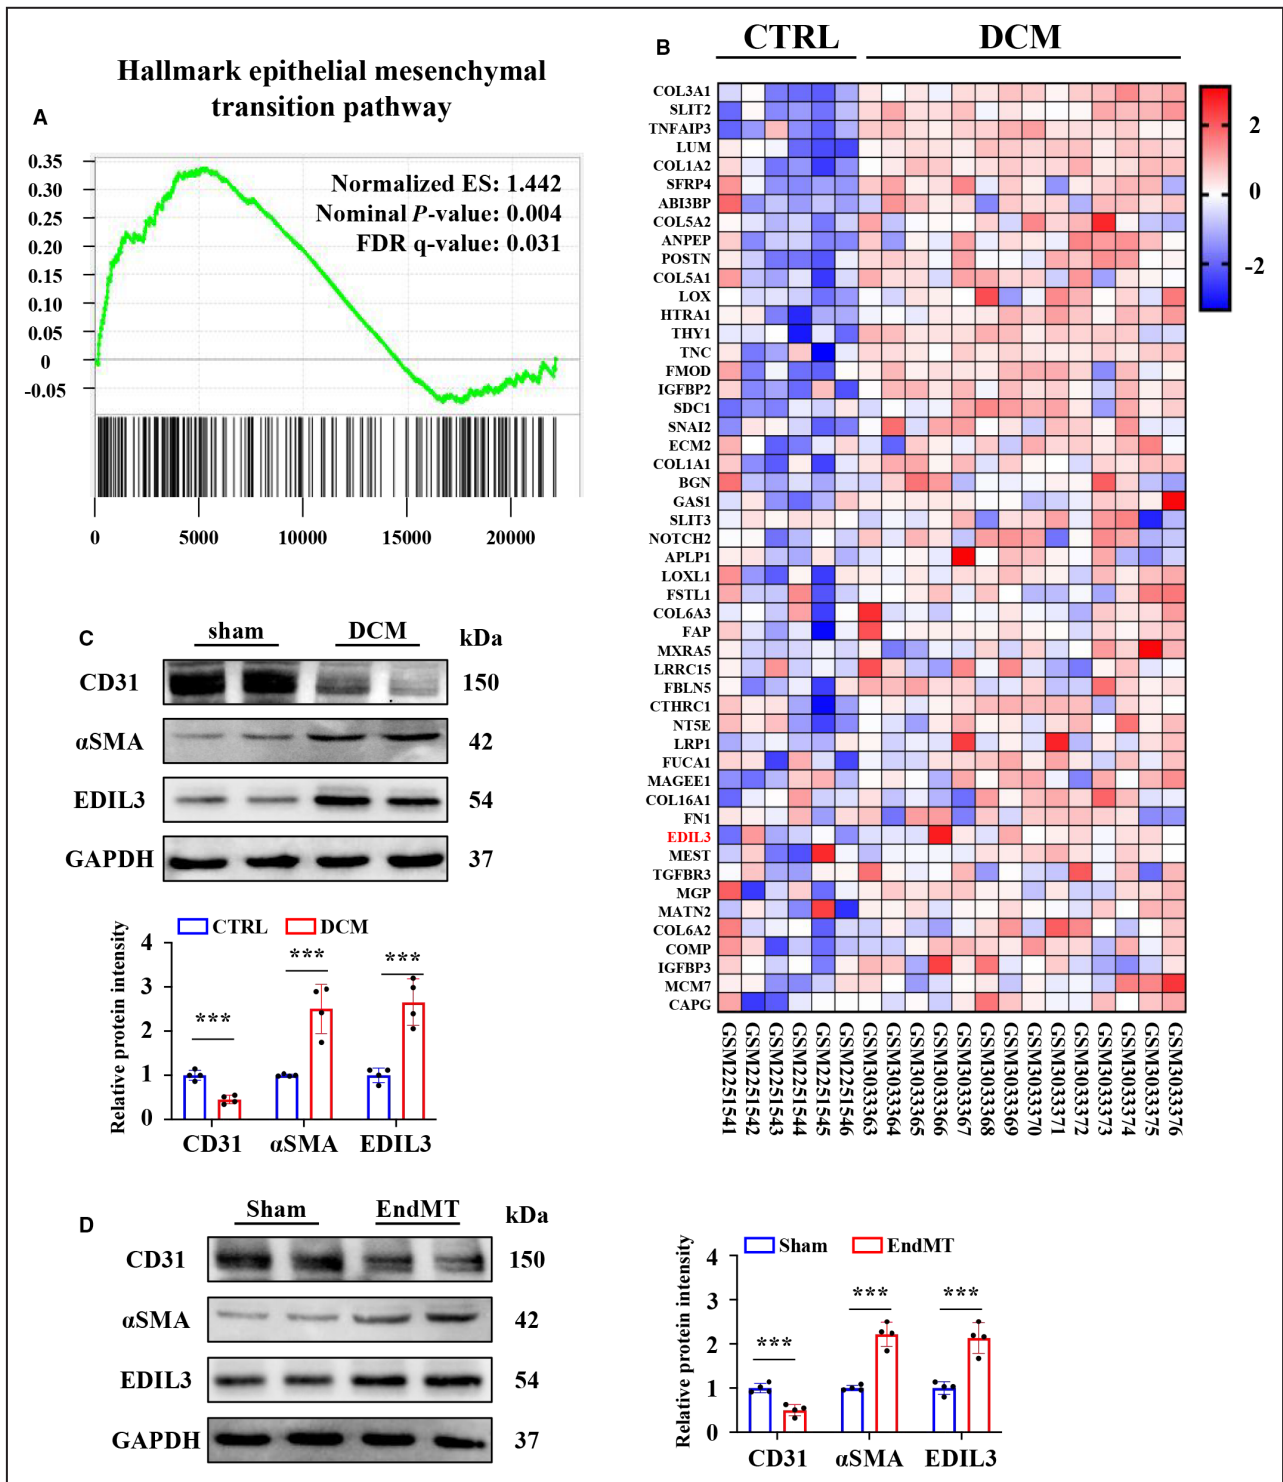 A
Hallmark epithelial mesenchymal
transition pathway
0.35
0.30
0.25
0.20
0.15
0.10
0.05
0
-0.05
Normalized ES: 1.442
Nominal P-value: 0.004
FDR q-value: 0.031
0 5000 10000 15000 20000
B
CTRL DCM
COL3A1
SLIT2
TNFAIP3
LUM
COL1A2
SFRP4
ABI3BP
COL5A2
ANPEP
POSTN
COL5A1
LOX
HTRA1
THY1
TNC
FMOD
IGFBP2
SDC1
SNAI2
ECM2
COL1A1
BGN
GAS1
SLIT3
NOTCH2
APLP1
LOXL1
FSTL1
COL6A3
FAP
MXRA5
LRRC15
FBLN5
CTHRC1
NT5E
LRP1
FUCA1
MAGEE1
COL16A1
FN1
EDIL3
MEST
TGFBR3
MGP
MATN2
COL6A2
COMP
IGFBP3
MCM7
CAPG
2
0
-2
GSM2251541
GSM2251542
GSM2251543
GSM2251544
GSM2251545
GSM2251546
GSM3033363
GSM3033364
GSM3033365
GSM3033366
GSM3033367
GSM3033368
GSM3033369
GSM3033370
GSM3033371
GSM3033372
GSM3033373
GSM3033374
GSM3033375
GSM3033376
C
sham DCM kDa
CD31 150
αSMA 42
EDIL3 54
GAPDH 37
CTRL DCM
Relative protein intensity
4
3
2
1
0
*** *** ***
CD31 αSMA EDIL3
D
Sham EndMT kDa
CD31 150
αSMA 42
EDIL3 54
GAPDH 37
Sham EndMT
Relative protein intensity
4
3
2
1
0
*** *** ***
CD31 αSMA EDIL3